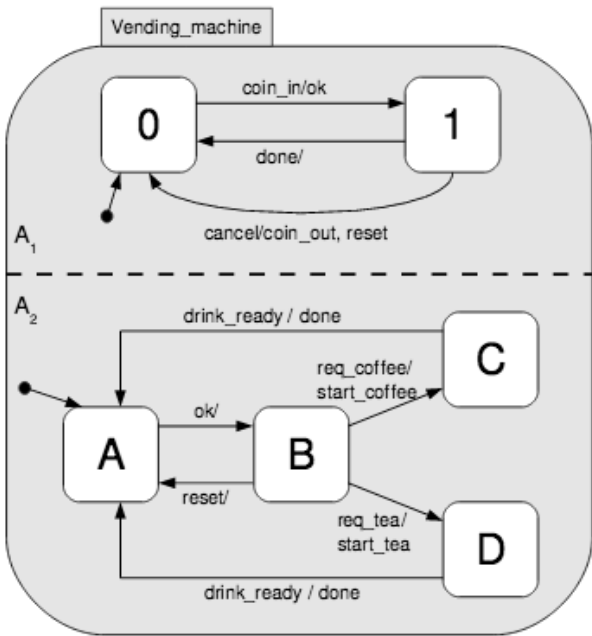 Vending_machine
coin_in/ok
0
1
done/
cancel/coin_out, reset
A1
A2
drink_ready / done
C
req_coffee/
start_coffee
ok/
A
B
reset/
req_tea/
start_tea
D
drink_ready / done